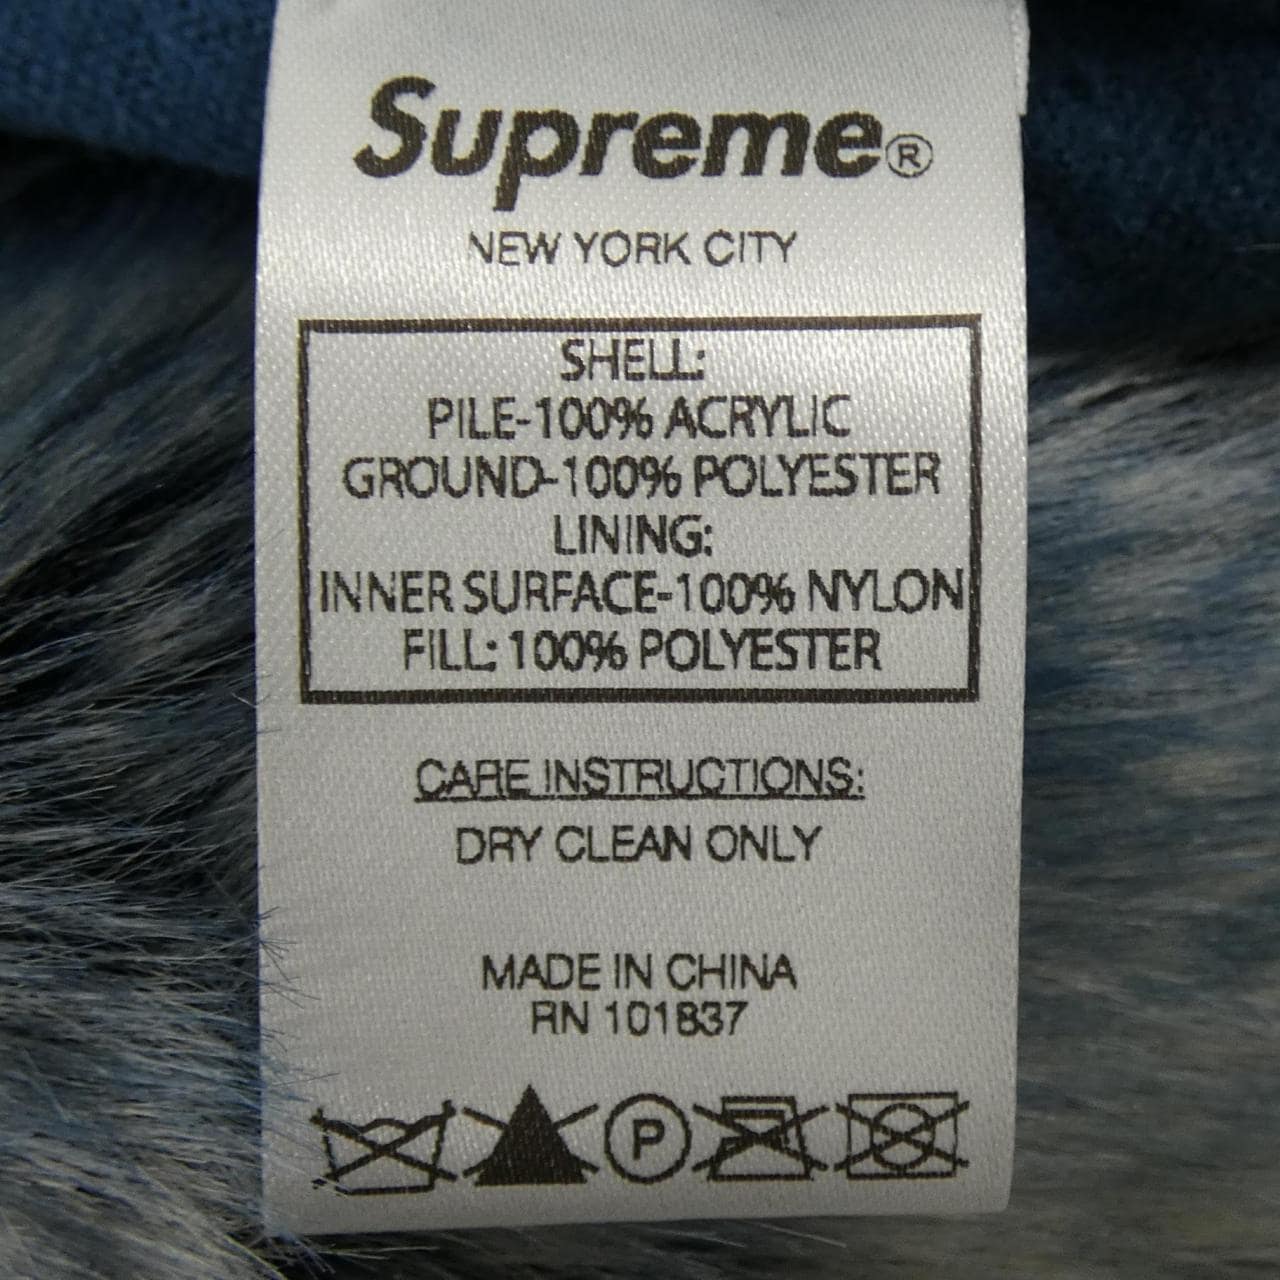 Supreme®
NEW YORK CITY
SHELL:
PILE-100% ACRYLIC
GROUND-100% POLYESTER
LINING:
INNER SURFACE-100% NYLON
FILL: 100% POLYESTER
CARE INSTRUCTIONS:
DRY CLEAN ONLY
MADE IN CHINA
RN 101837
P